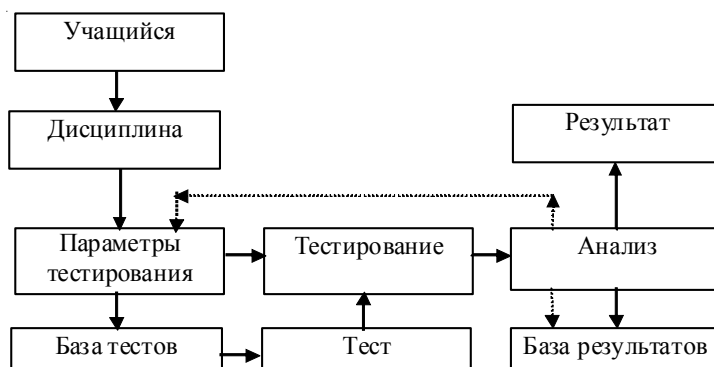 Учащийся
Дисциплина
Результат
Параметры
тестирования
Тестирование
Анализ
База тестов
Тест
База результатов